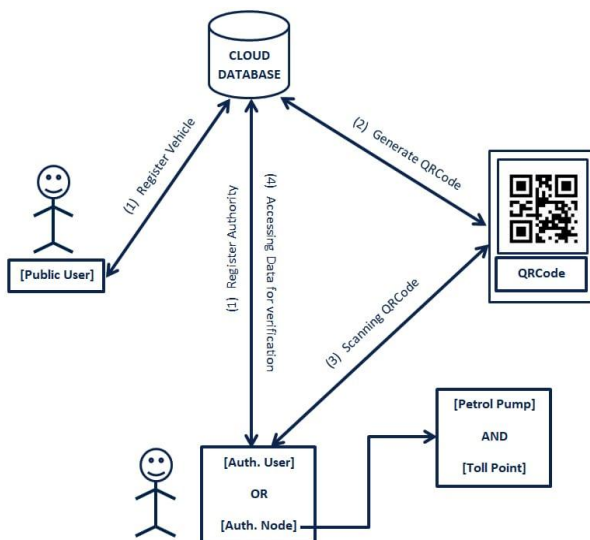 CLOUD
DATABASE
(1) Register Vehicle
(2) Generate QRCode
[Public User]
(1) Register Authority
(4) Accessing Data for verification
(3) Scanning QRCode
QRCode
[Petrol Pump]
AND
[Toll Point]
[Auth. User]
OR
[Auth. Node]